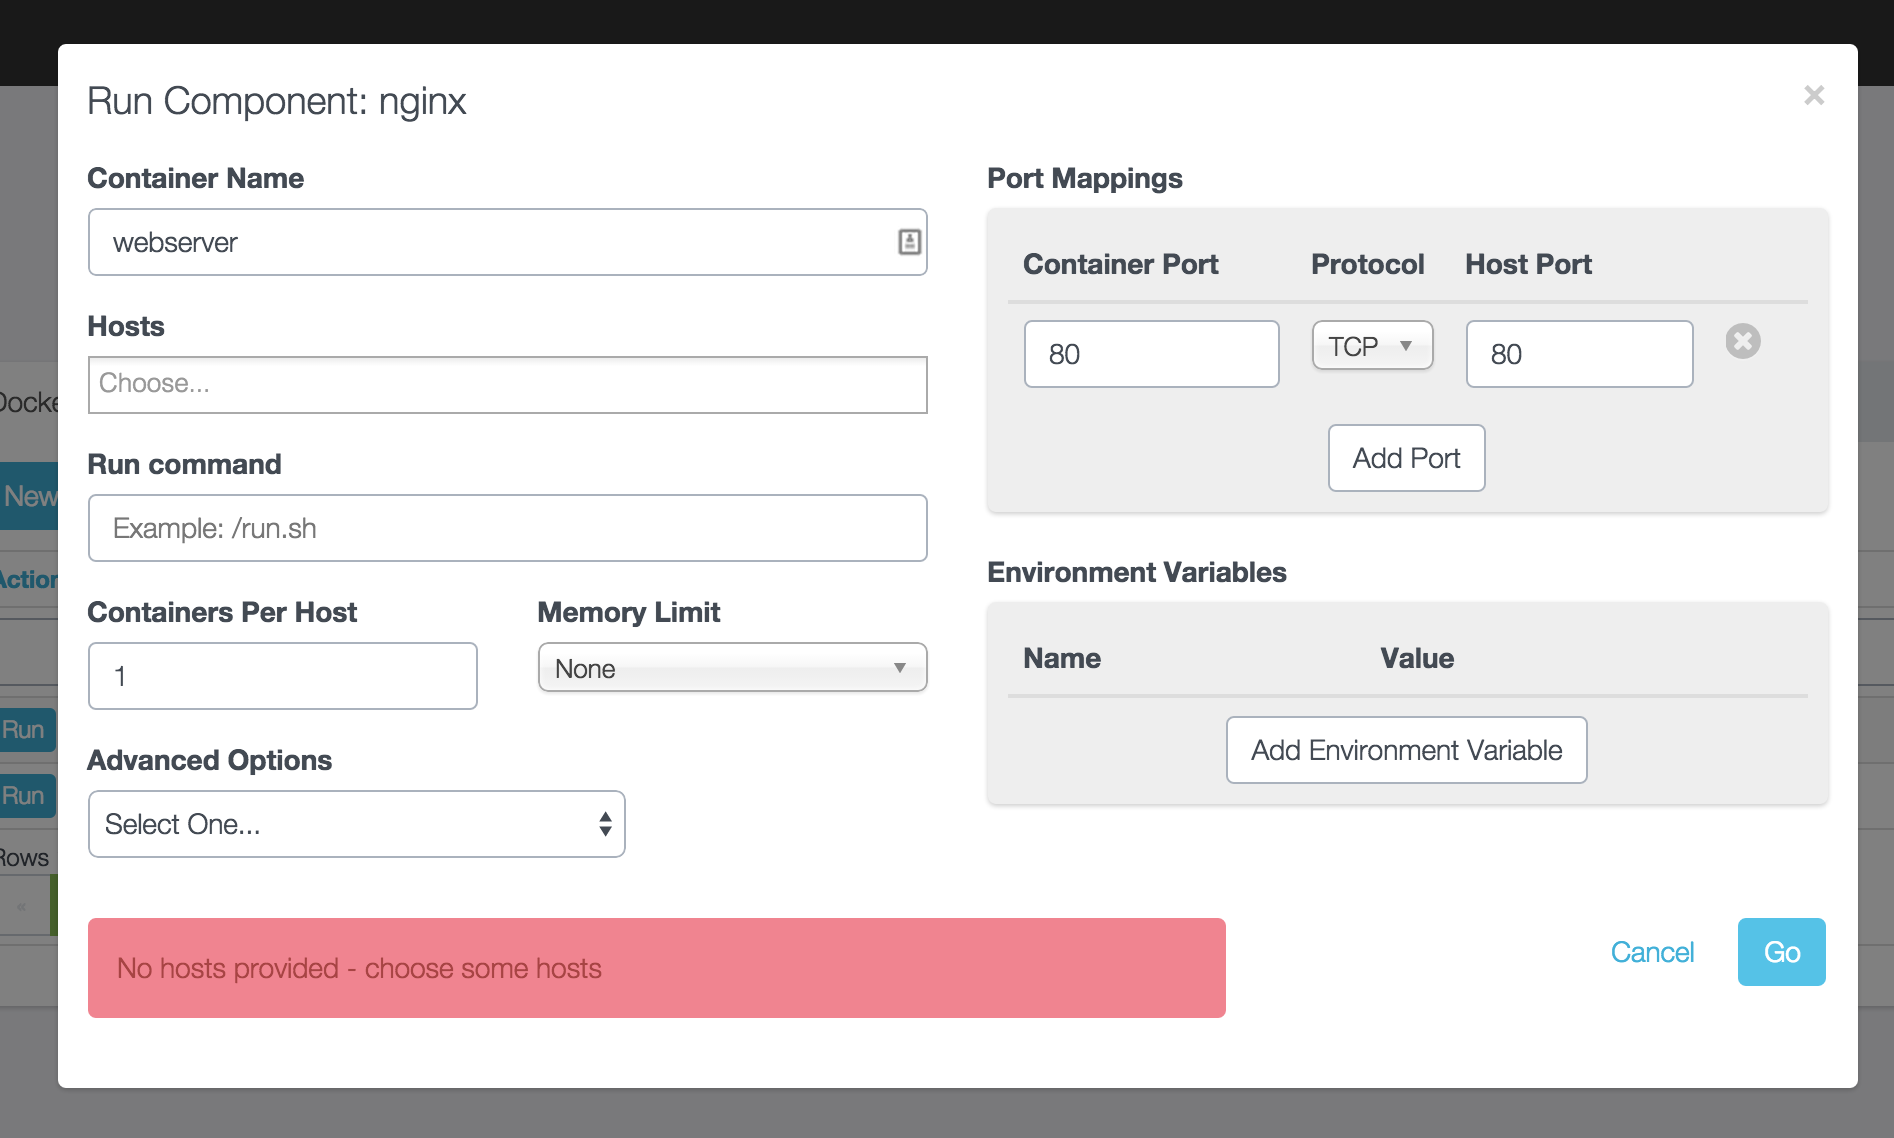 Run Component: nginx
×
Container Name
webserver
Hosts
Choose...
Run command
Example: /run.sh
Containers Per Host
Memory Limit
1
None
Advanced Options
Select One...
Port Mappings
Container Port
Protocol
Host Port
80
TCP
80
Add Port
Environment Variables
Name
Value
Add Environment Variable
No hosts provided - choose some hosts
Cancel
Go
Docke
New
Action
Run
Run
Rows
«